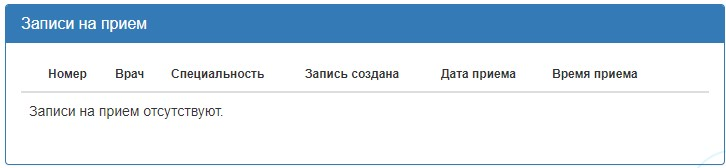 Записи на прием
Номер Врач Специальность Запись создана Дата приема Время приема
Записи на прием отсутствуют.